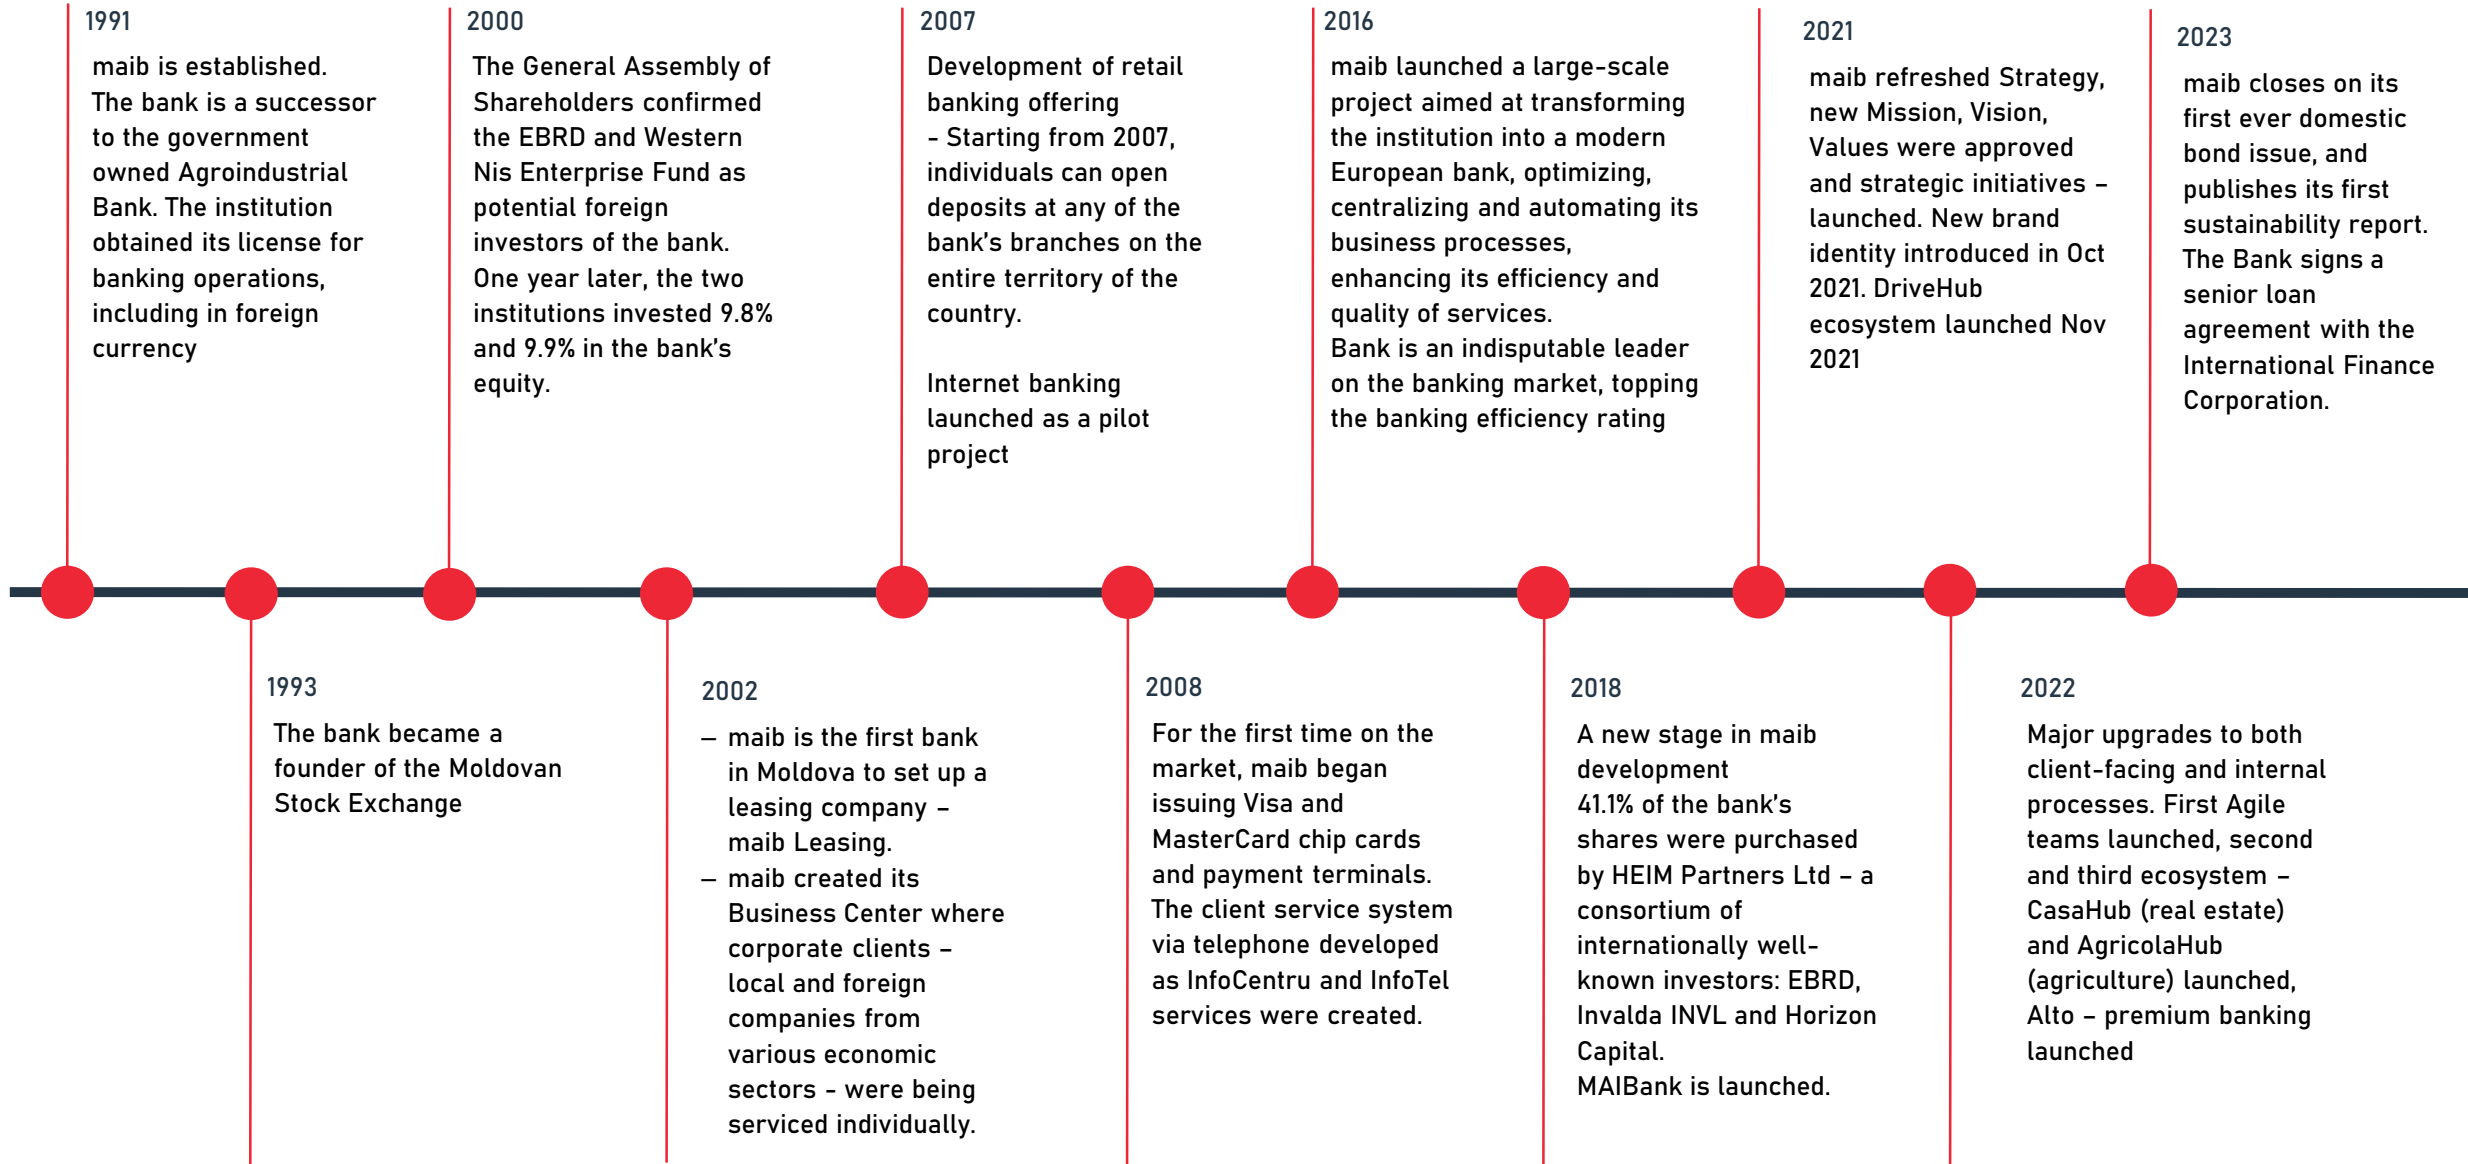 1991
maib is established.
The bank is a successor
to the government
owned Agroindustrial
Bank. The institution
obtained its license for
banking operations,
including in foreign
currency
2000
The General Assembly of
Shareholders confirmed
the EBRD and Western
Nis Enterprise Fund as
potential foreign
investors of the bank.
One year later, the two
institutions invested 9.8%
and 9.9% in the bank's
equity.
2007
Development of retail
banking offering
- Starting from 2007,
individuals can open
deposits at any of the
bank's branches on the
entire territory of the
country.
Internet banking
launched as a pilot
project
2016
maib launched a large-scale
project aimed at transforming
the institution into a modern
European bank, optimizing,
centralizing and automating its
business processes,
enhancing its efficiency and
quality of services.
Bank is an indisputable leader
on the banking market, topping
the banking efficiency rating
2021
maib refreshed Strategy,
new Mission, Vision,
Values were approved
and strategic initiatives –
launched. New brand
identity introduced in Oct
2021. DriveHub
ecosystem launched Nov
2021
2023
maib closes on its
first ever domestic
bond issue, and
publishes its first
sustainability report.
The Bank signs a
senior loan
agreement with the
International Finance
Corporation.
1993
The bank became a
founder of the Moldovan
Stock Exchange
2002
– maib is the first bank
in Moldova to set up a
leasing company –
maib Leasing.
– maib created its
Business Center where
corporate clients –
local and foreign
companies from
various economic
sectors - were being
serviced individually.
2008
For the first time on the
market, maib began
issuing Visa and
MasterCard chip cards
and payment terminals.
The client service system
via telephone developed
as InfoCentru and InfoTel
services were created.
2018
A new stage in maib
development
41.1% of the bank's
shares were purchased
by HEIM Partners Ltd – a
consortium of
internationally well-
known investors: EBRD,
Invalda INVL and Horizon
Capital.
MAIBank is launched.
2022
Major upgrades to both
client-facing and internal
processes. First Agile
teams launched, second
and third ecosystem –
CasaHub (real estate)
and AgricolaHub
(agriculture) launched,
Alto – premium banking
launched